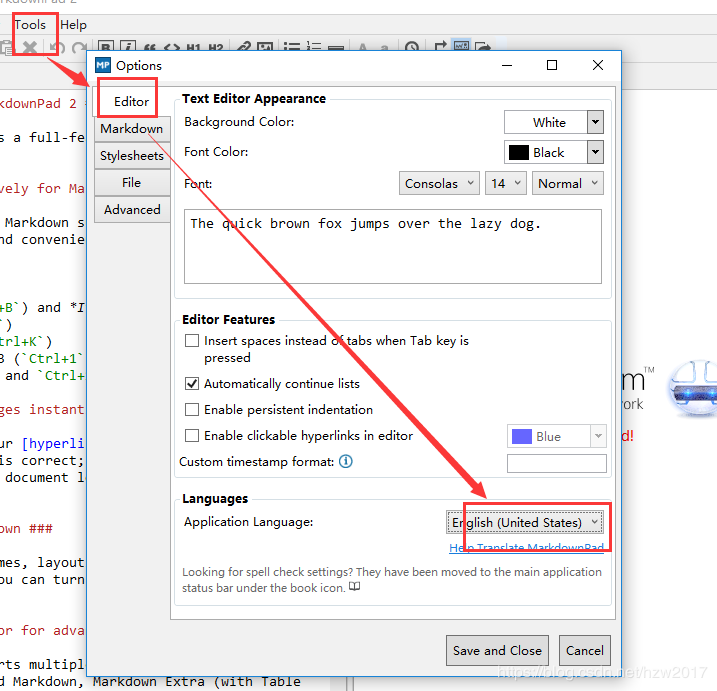 Tools Help
B I H1 H2
MP Options
Editor
Markdown
Stylesheets
File
Advanced
Text Editor Appearance
Background Color: White
Font Color: Black
Font: Consolas 14 Normal
The quick brown fox jumps over the lazy dog.
Editor Features
Insert spaces instead of tabs when Tab key is
pressed
Automatically continue lists
Enable persistent indentation
Enable clickable hyperlinks in editor Blue
Custom timestamp format:
Languages
Application Language: English (United States)
Help Translate MarkdownPad
Looking for spell check settings? They have been moved to the main application
status bar under the book icon.
Save and Close Cancel
kdownPad 2
s a full-fe
vely for Ma
Markdown s
nd convenie
+B`) and *I
`)
trl+K`)
3 (`Ctrl+1`
and `Ctrl+
ges instant
ur [hyperli
is correct;
document l
own ###
mes, layout
ou can turn
or for adva
rts multipl
d Markdown, Markdown Extra (with Table
m™
work
d!
https://blog.csdn.net/hzw2017